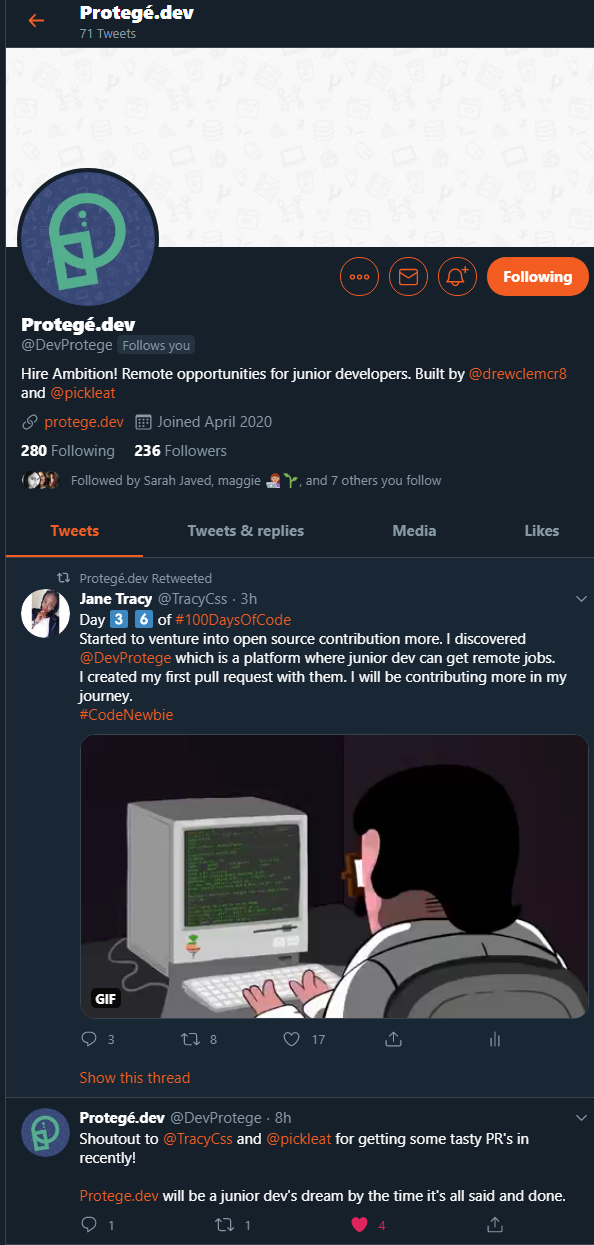 Protegé.dev
71 Tweets
Following
Protegé.dev
@DevProtege Follows you
Hire Ambition! Remote opportunities for junior developers. Built by @drewclemcr8
and @pickleat
protege.dev Joined April 2020
280 Following 236 Followers
Followed by Sarah Javed, maggie 👩🏻‍💻🌱, and 7 others you follow
Tweets Tweets & replies Media Likes
Protegé.dev Retweeted
Jane Tracy @TracyCss · 3h
Day 3️⃣ 6️⃣ of #100DaysOfCode
Started to venture into open source contribution more. I discovered
@DevProtege which is a platform where junior dev can get remote jobs.
I created my first pull request with them. I will be contributing more in my
journey.
#CodeNewbie
GIF
3 8 17
Show this thread
Protegé.dev @DevProtege · 8h
Shoutout to @TracyCss and @pickleat for getting some tasty PR's in
recently!
Protege.dev will be a junior dev's dream by the time it's all said and done.
1 1 4